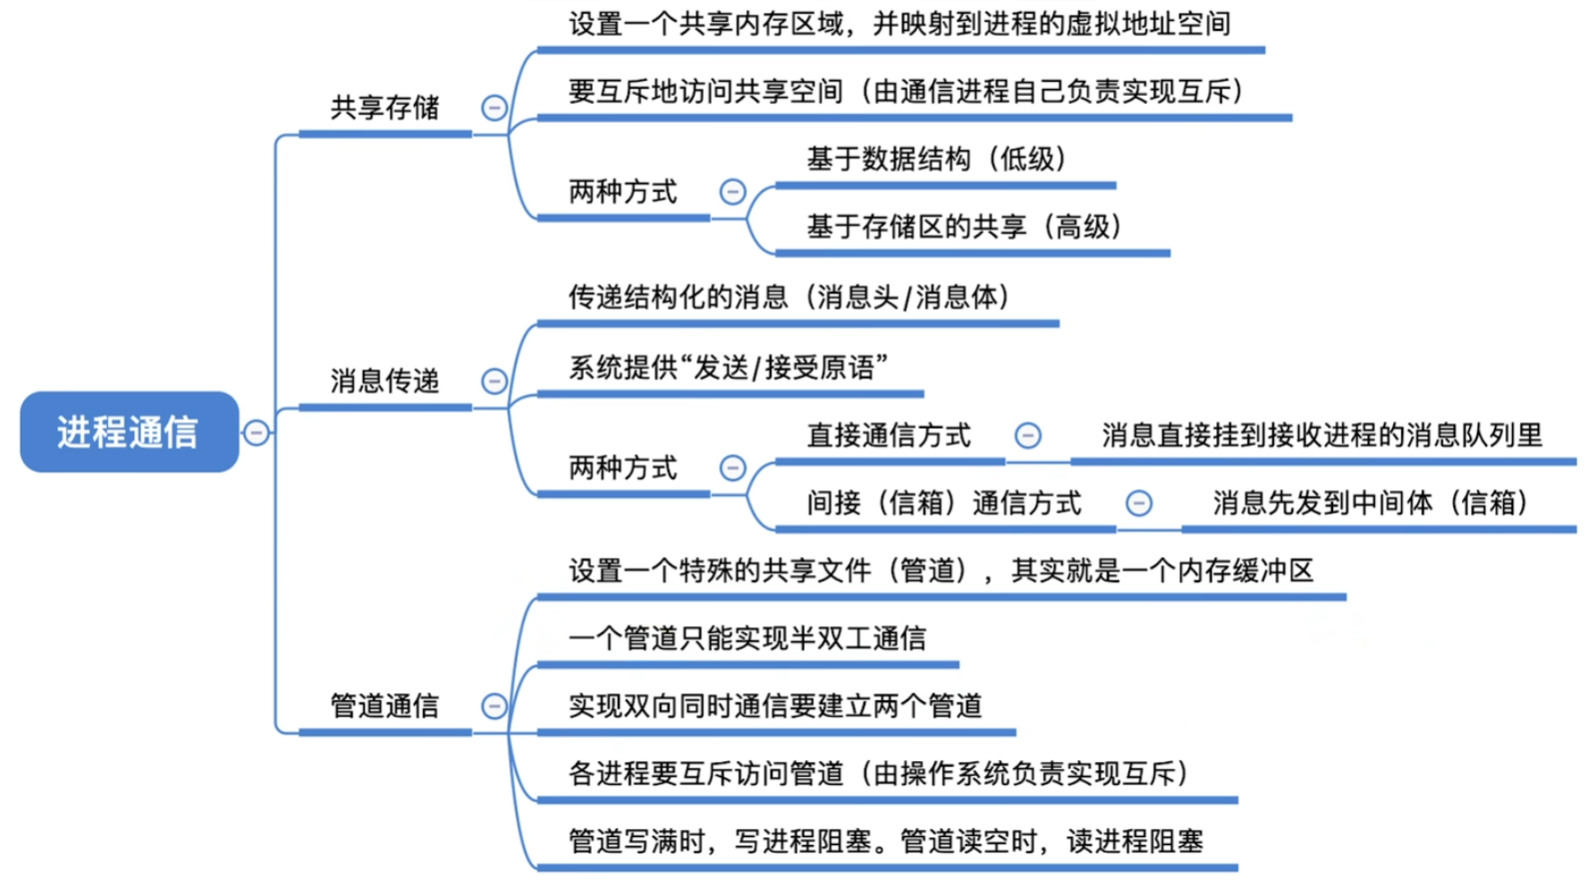 进程通信
共享存储
设置一个共享内存区域，并映射到进程的虚拟地址空间
要互斥地访问共享空间（由通信进程自己负责实现互斥）
两种方式
基于数据结构（低级）
基于存储区的共享（高级）
消息传递
传递结构化的消息（消息头/消息体）
系统提供“发送/接受原语”
两种方式
直接通信方式
消息直接挂到接收进程的消息队列里
间接（信箱）通信方式
消息先发到中间体（信箱）
管道通信
设置一个特殊的共享文件（管道），其实就是一个内存缓冲区
一个管道只能实现半双工通信
实现双向同时通信要建立两个管道
各进程要互斥访问管道（由操作系统负责实现互斥）
管道写满时，写进程阻塞。管道读空时，读进程阻塞